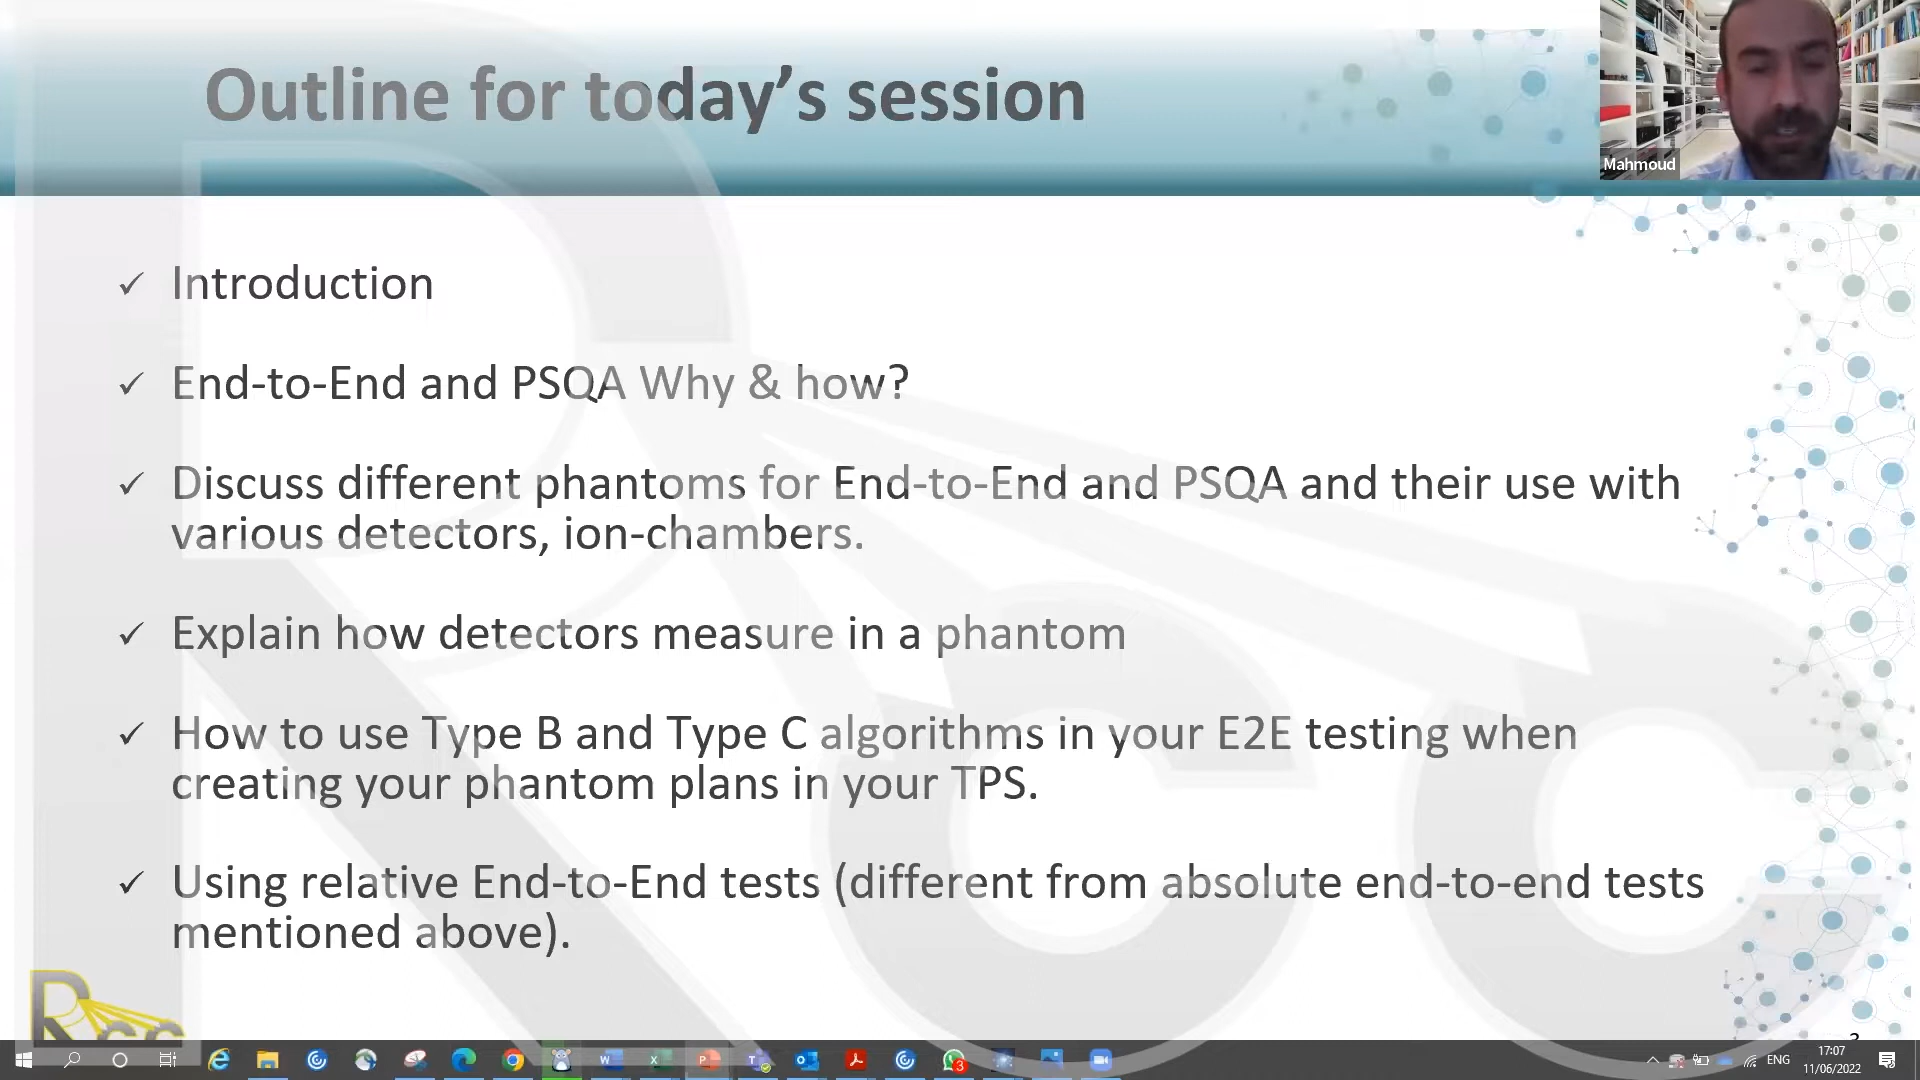 Outline for today's session
Mahmoud
✓ Introduction
✓ End-to-End and PSQA Why & how?
✓ Discuss different phantoms for End-to-End and PSQA and their use with
various detectors, ion-chambers.
✓ Explain how detectors measure in a phantom
✓ How to use Type B and Type C algorithms in your E2E testing when
creating your phantom plans in your TPS.
✓ Using relative End-to-End tests (different from absolute end-to-end tests
mentioned above).
Rcc
ENG
17:07
11/06/2022
3